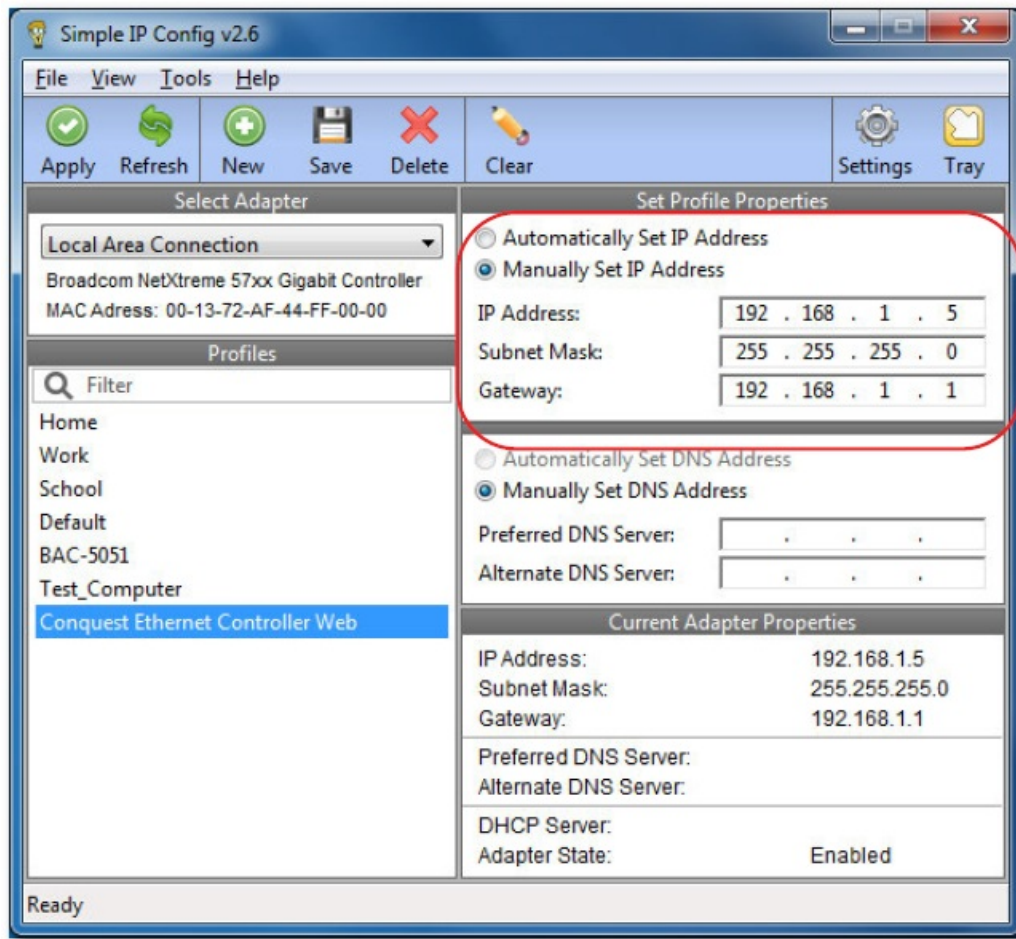 Simple IP Config v2.6
File View Tools Help
Apply Refresh New Save Delete Clear Settings Tray
Select Adapter
Local Area Connection
Broadcom NetXtreme 57xx Gigabit Controller
MAC Adress: 00-13-72-AF-44-FF-00-00
Profiles
Filter
Home
Work
School
Default
BAC-5051
Test_Computer
Conquest Ethernet Controller Web
Set Profile Properties
Automatically Set IP Address
Manually Set IP Address
IP Address: 192 . 168 . 1 . 5
Subnet Mask: 255 . 255 . 255 . 0
Gateway: 192 . 168 . 1 . 1
Automatically Set DNS Address
Manually Set DNS Address
Preferred DNS Server: . . .
Alternate DNS Server: . . .
Current Adapter Properties
IP Address: 192.168.1.5
Subnet Mask: 255.255.255.0
Gateway: 192.168.1.1
Preferred DNS Server:
Alternate DNS Server:
DHCP Server:
Adapter State: Enabled
Ready